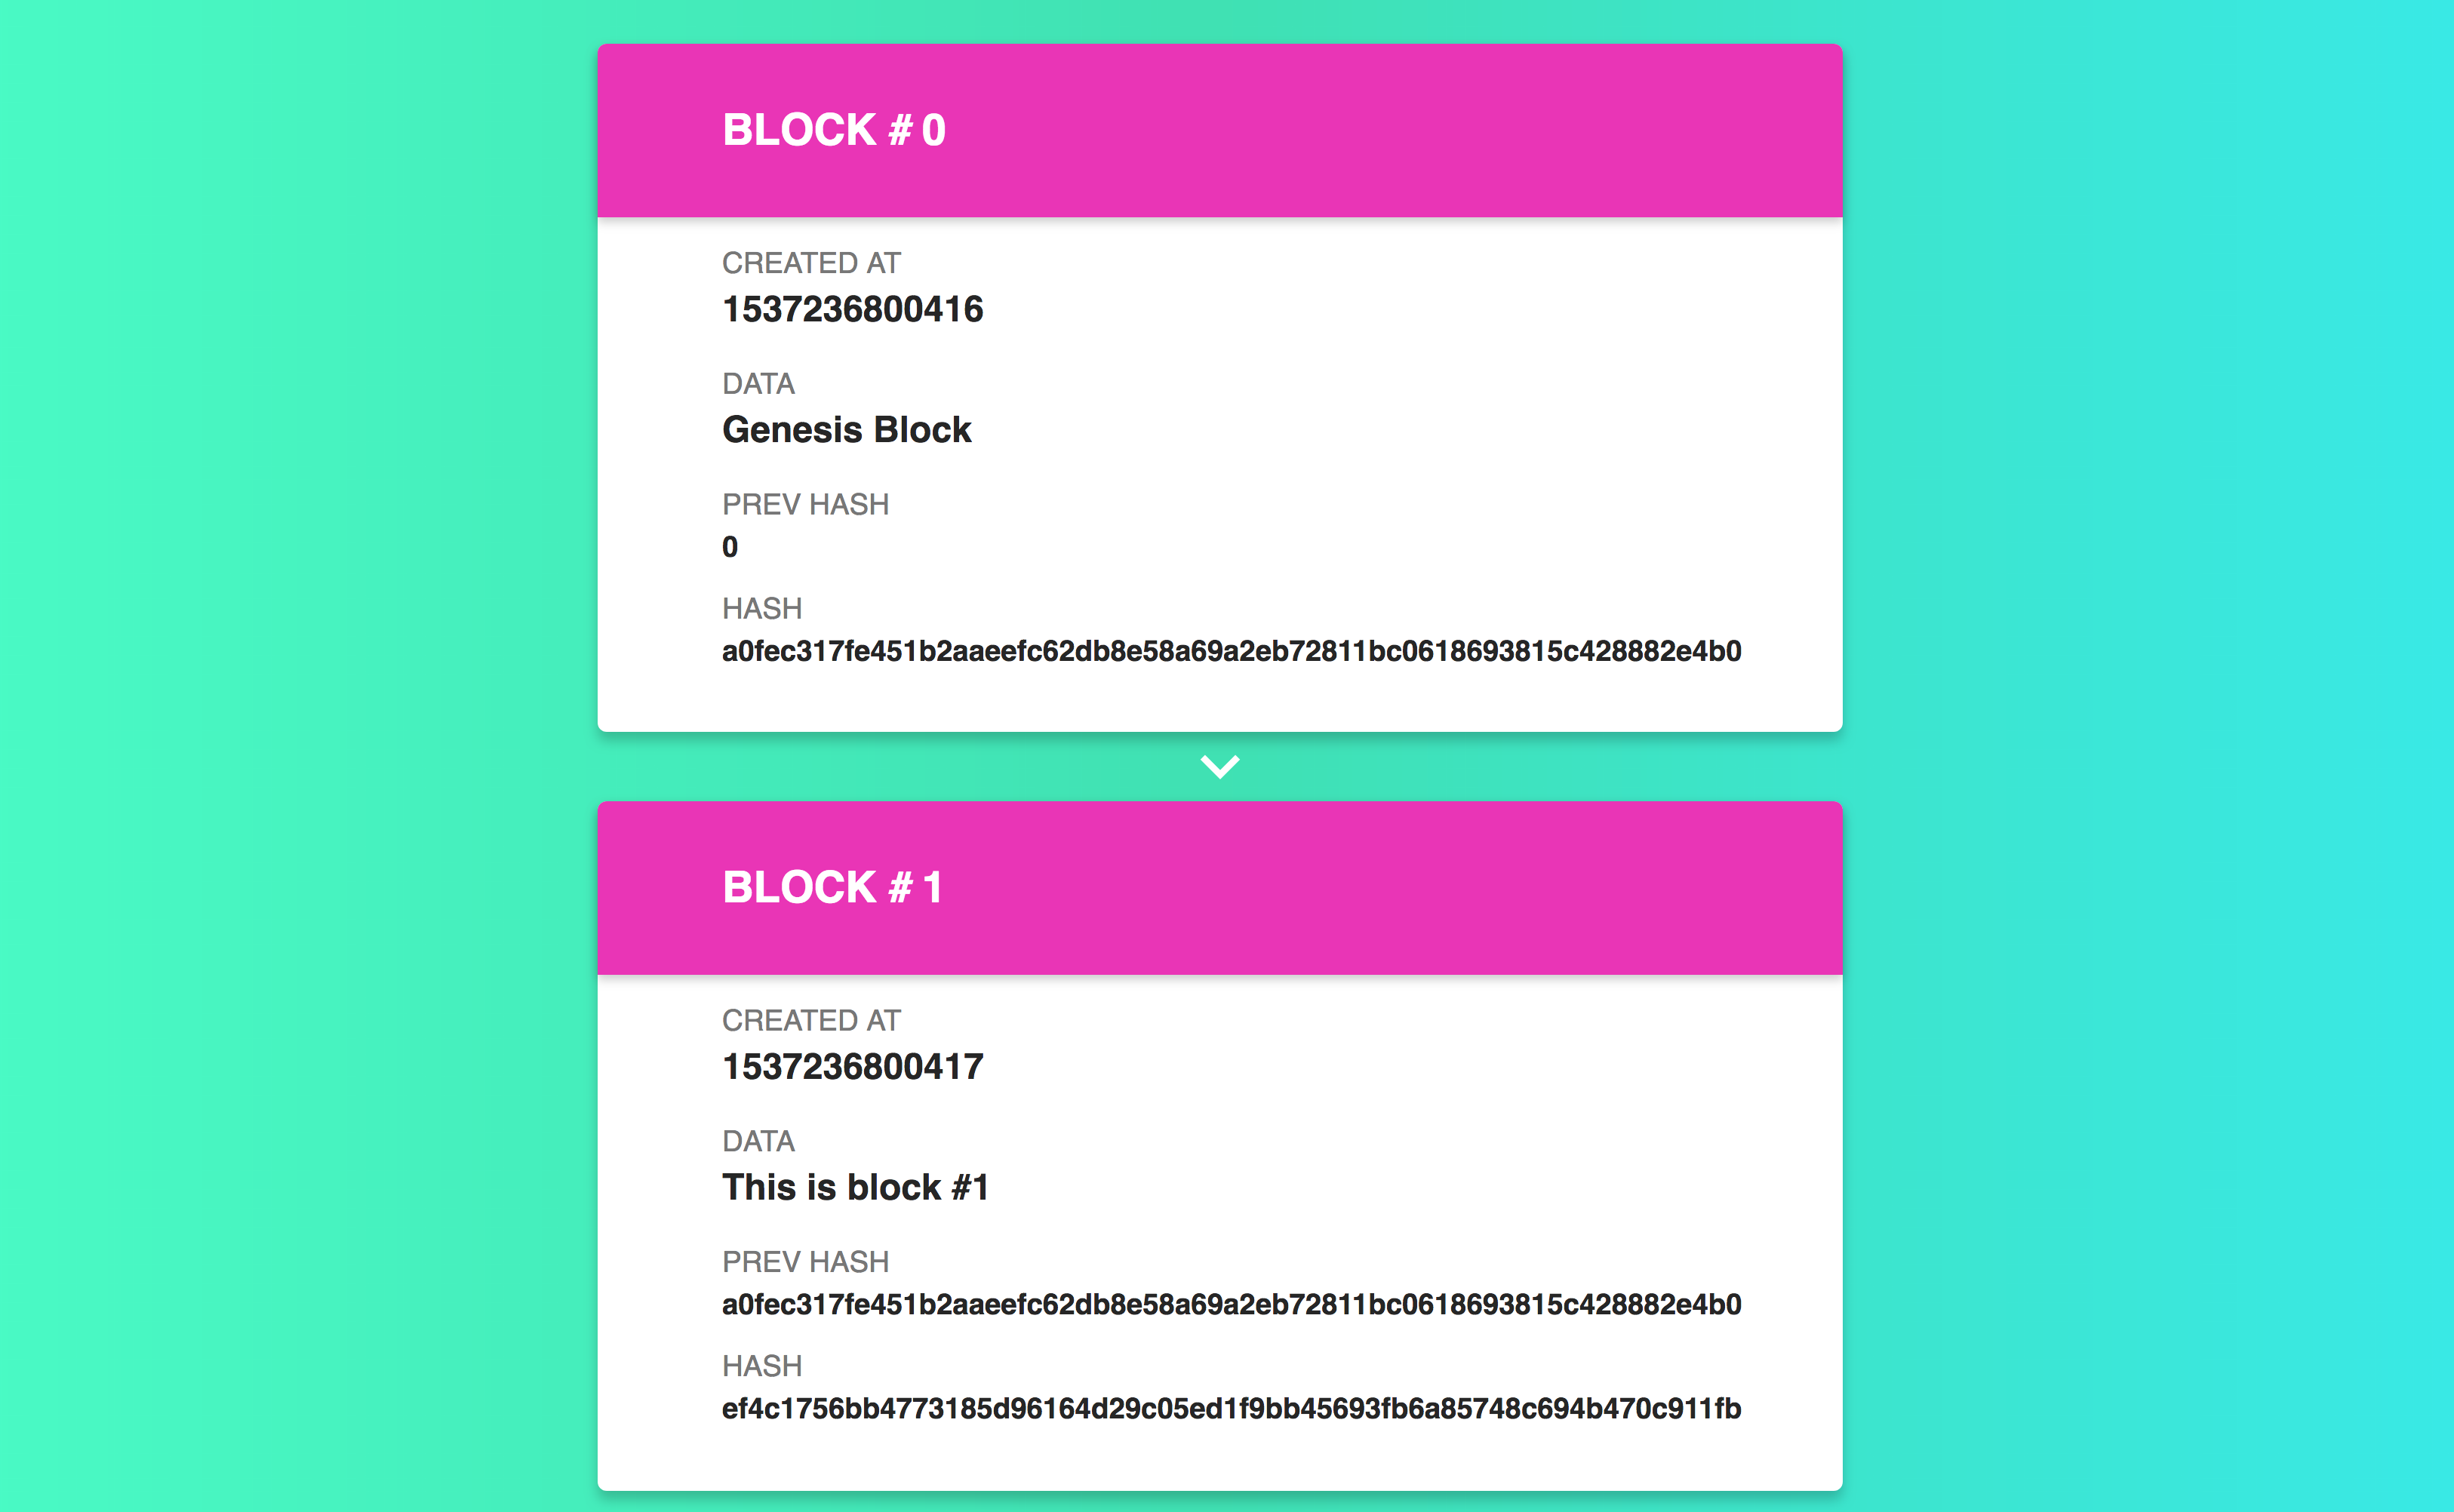 BLOCK # 0
CREATED AT
1537236800416
DATA
Genesis Block
PREV HASH
0
HASH
a0fec317fe451b2aaeefc62db8e58a69a2eb72811bc0618693815c428882e4b0
BLOCK # 1
CREATED AT
1537236800417
DATA
This is block #1
PREV HASH
a0fec317fe451b2aaeefc62db8e58a69a2eb72811bc0618693815c428882e4b0
HASH
ef4c1756bb4773185d96164d29c05ed1f9bb45693fb6a85748c694b470c911fb